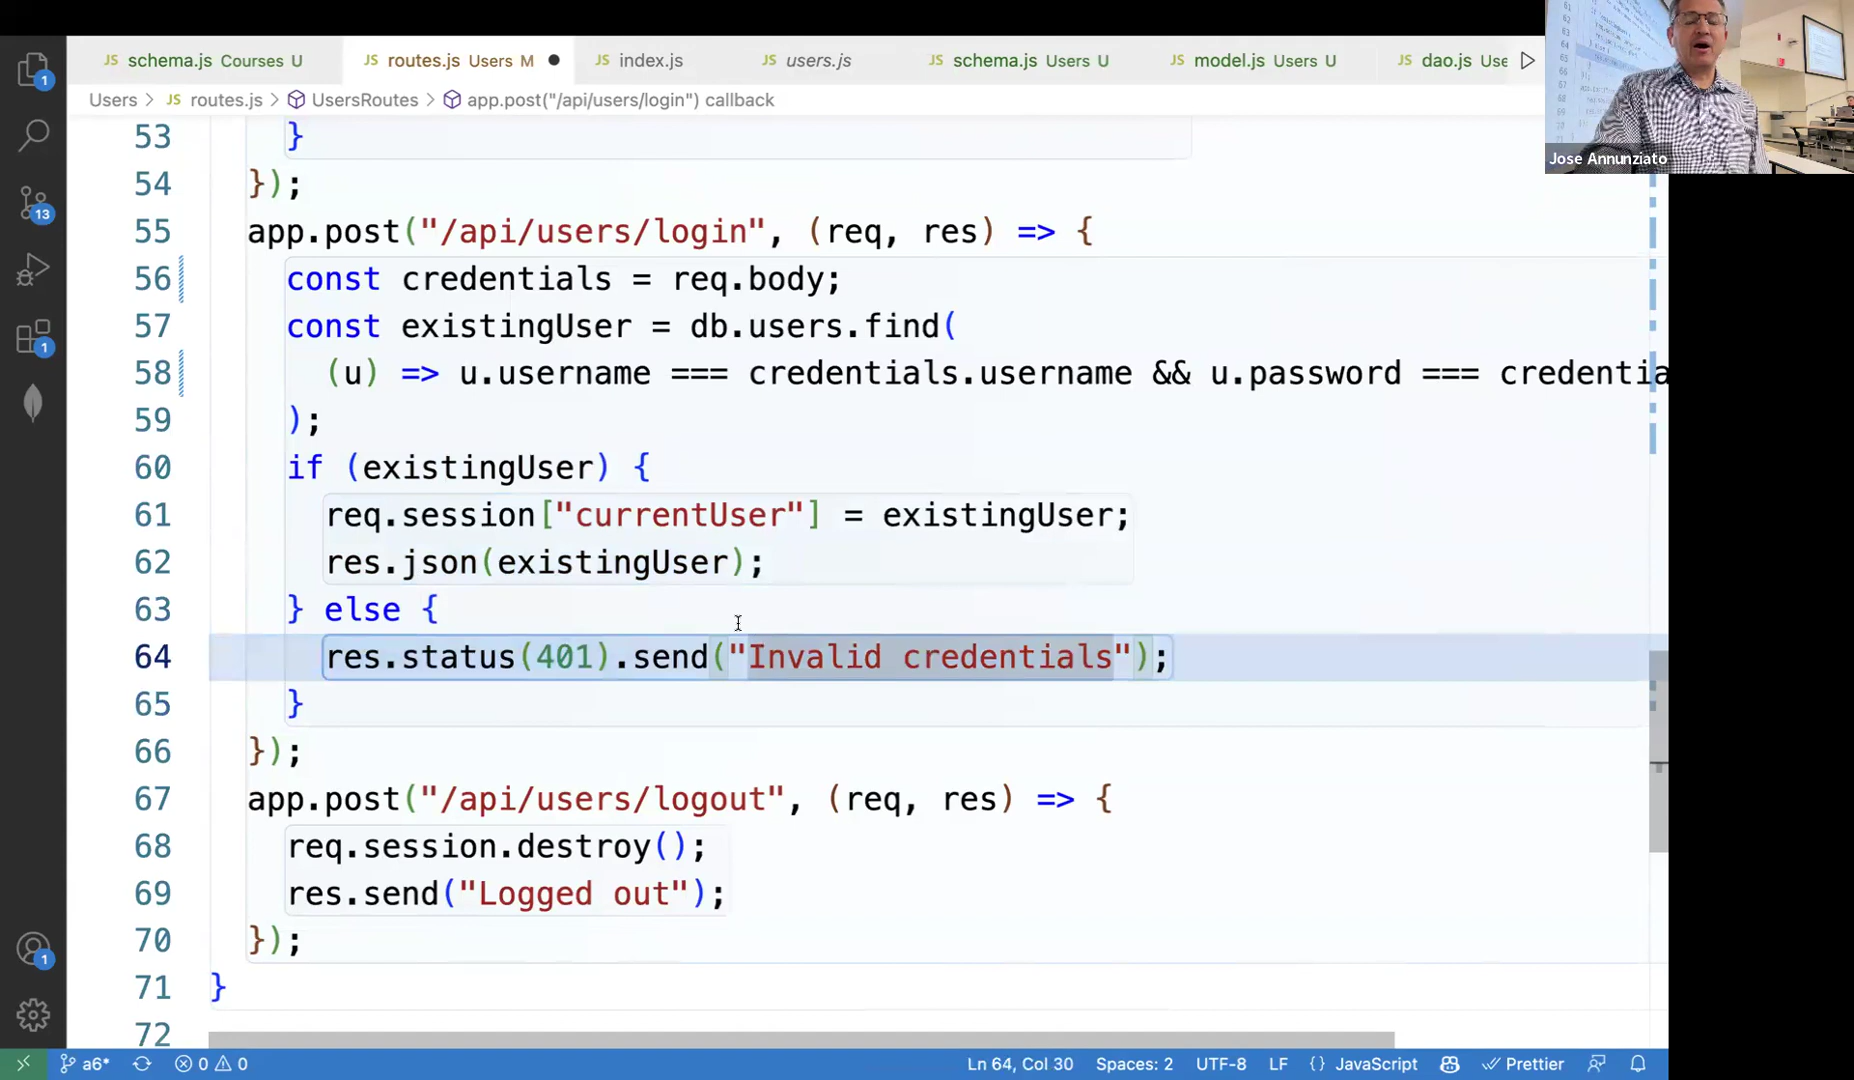 JS schema.js Courses U
JS routes.js Users M
JS index.js
JS users.js
JS schema.js Users U
JS model.js Users U
JS dao.js Use
Users > JS routes.js > UsersRoutes > app.post("/api/users/login") callback
53 }
54 });
55 app.post("/api/users/login", (req, res) => {
56 const credentials = req.body;
57 const existingUser = db.users.find(
58 (u) => u.username === credentials.username && u.password === credentia
59 );
60 if (existingUser) {
61 req.session["currentUser"] = existingUser;
62 res.json(existingUser);
63 } else {
64 res.status(401).send("Invalid credentials");
65 }
66 });
67 app.post("/api/users/logout", (req, res) => {
68 req.session.destroy();
69 res.send("Logged out");
70 });
71 }
72
1
13
1
1
Jose Annunziato
a6* 0 0 Ln 64, Col 30 Spaces: 2 UTF-8 LF {} JavaScript Prettier